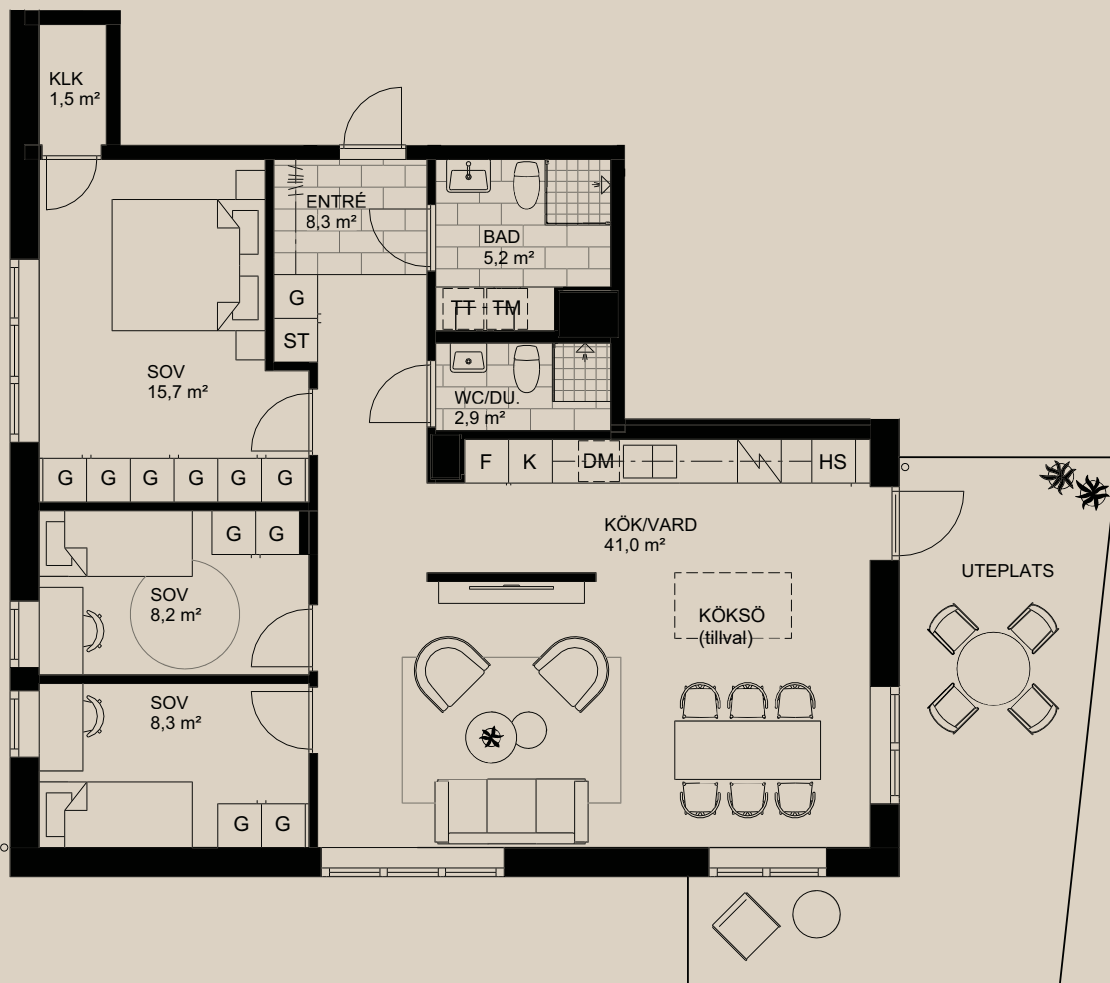 KLK
1,5 m²
ENTRÉ
8,3 m²
BAD
5,2 m²
G
TT
TM
ST
SOV
15,7 m²
WC/DU.
2,9 m²
G G G G G G
F K DM HS
G G
KÖK/VARD
41,0 m²
UTEPLATS
SOV
8,2 m²
KÖKSÖ
(tillval)
SOV
8,3 m²
G G